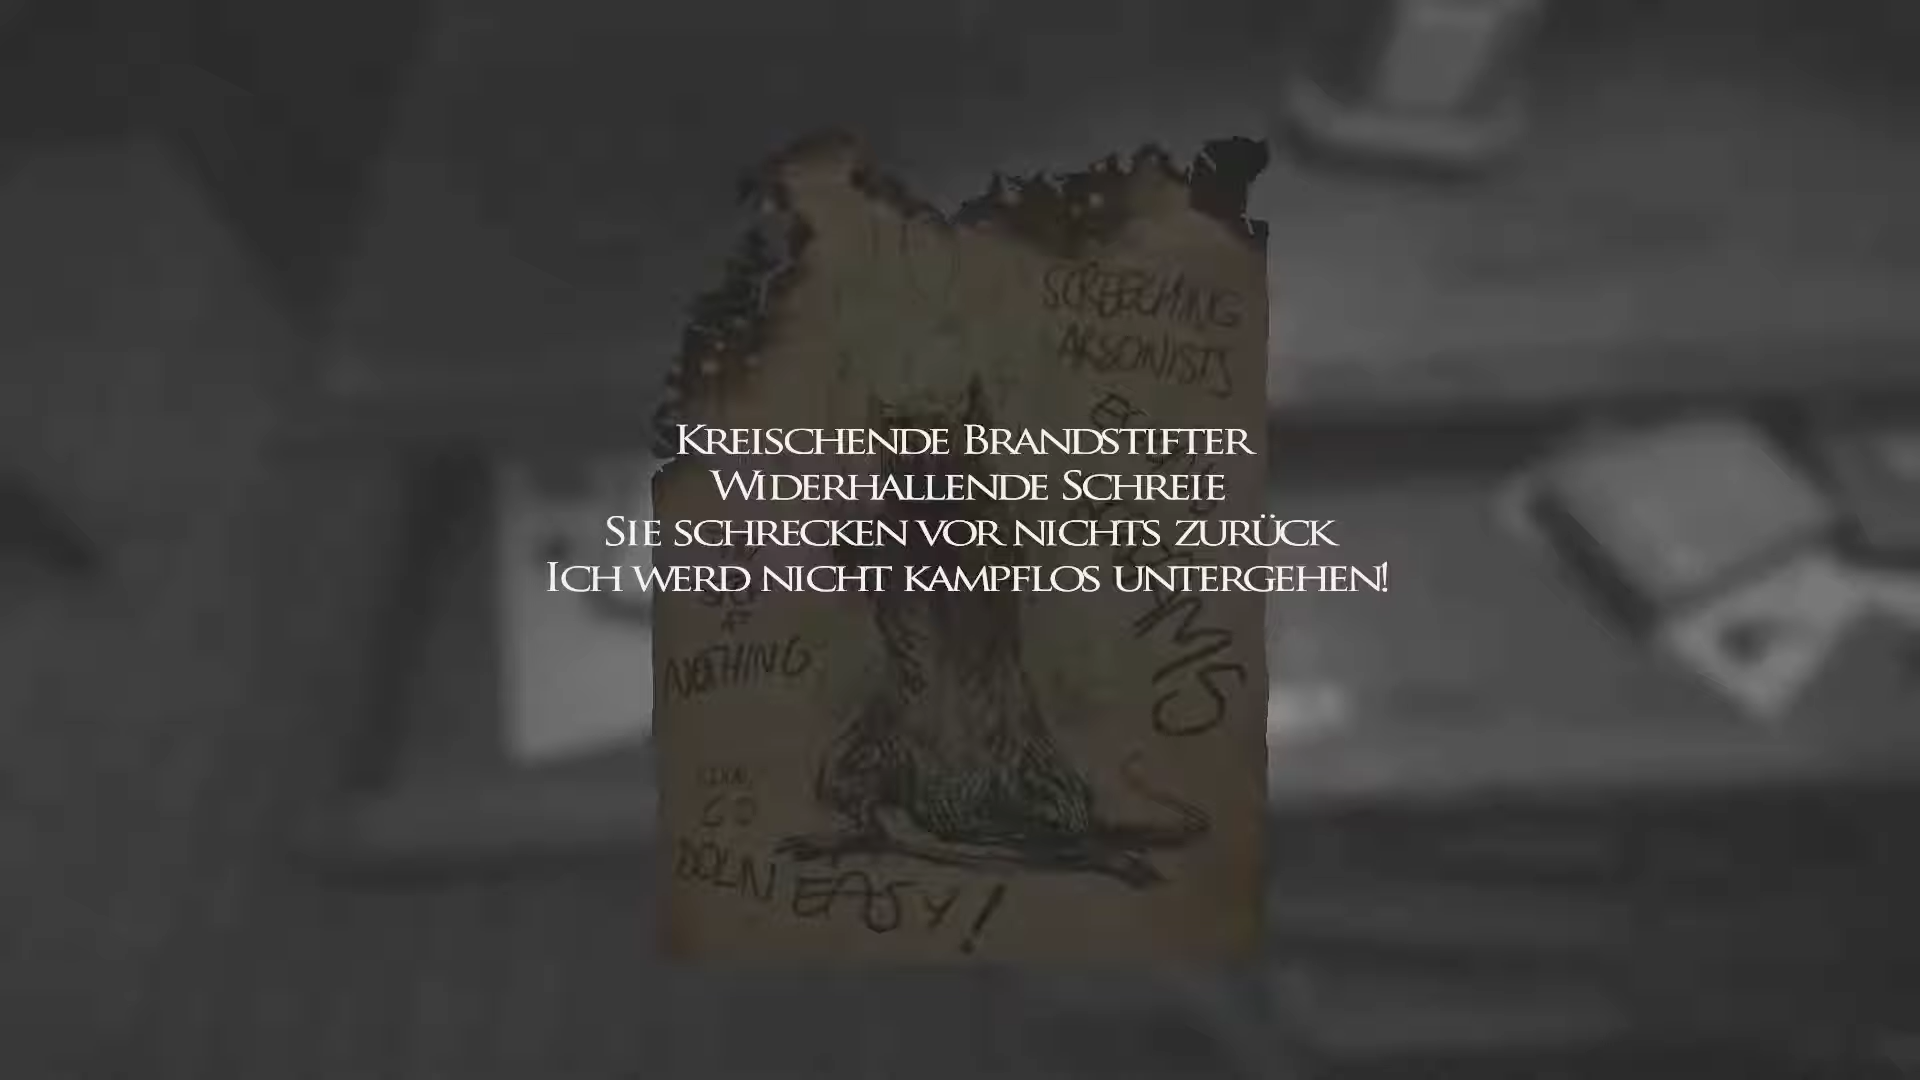 Kreischende Brandstifter
Widerhallende Schreie
Sie schrecken vor nichts zurück
Ich werd nicht kampflos untergehen!
SCREECHING
ARSONISTS
AT
NOTHING
GO
DOWN EASY!